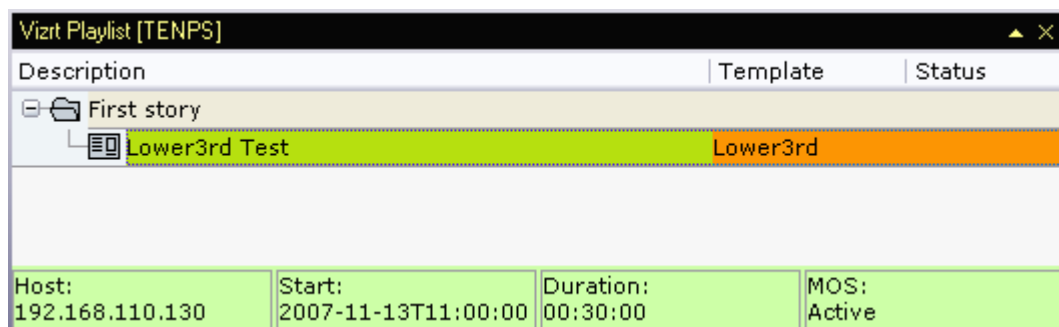 Vizrt Playlist [TENPS]
Description Template Status
First story
Lower3rd Test Lower3rd
Host: Start: Duration: MOS:
192.168.110.130 2007-11-13T11:00:00 00:30:00 Active